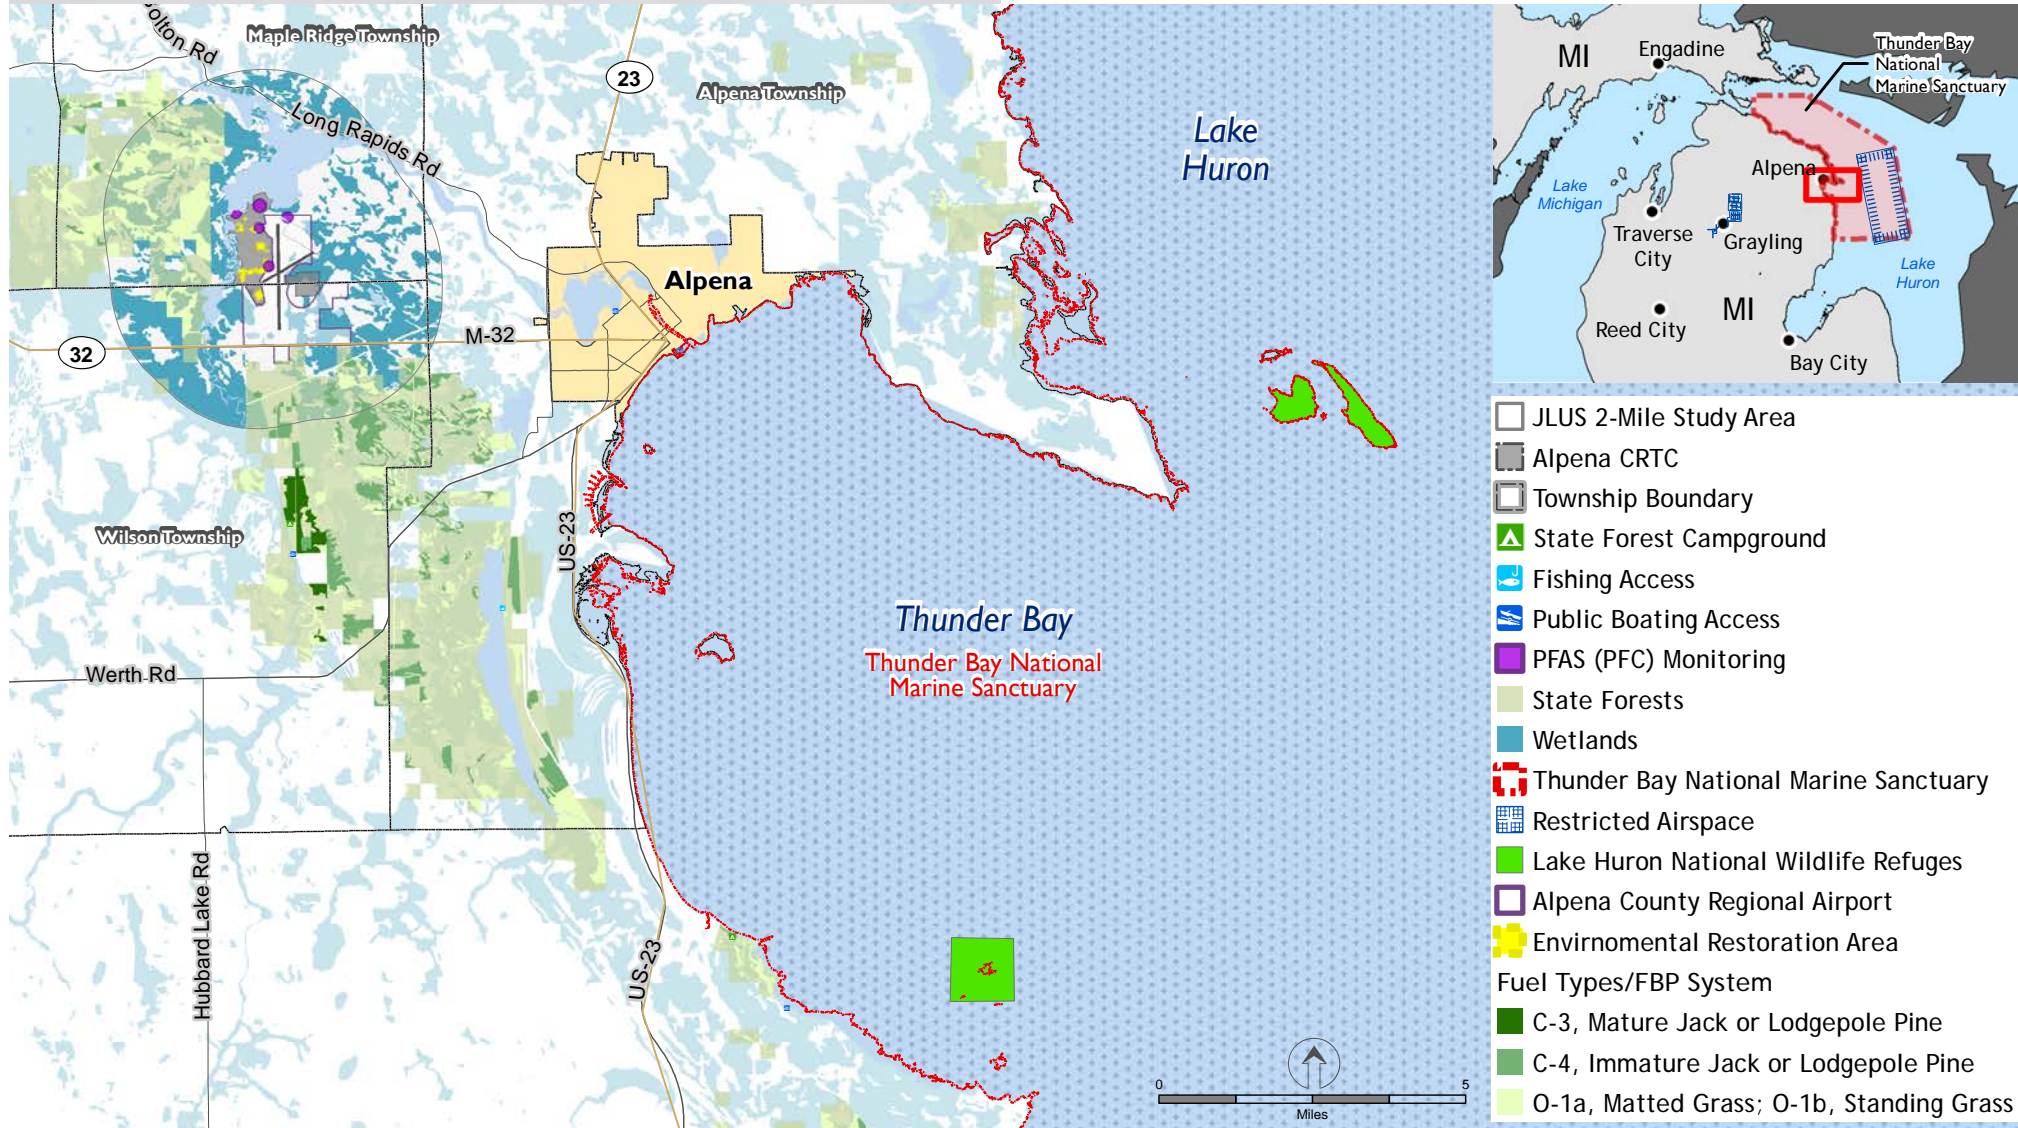 olton Rd
Maple Ridge Township
23
Alpena Township
Long Rapids Rd
Lake
Huron
Alpena
M-32
32
Wilson Township
US-23
Thunder Bay
Thunder Bay National
Marine Sanctuary
Werth Rd
Hubbard Lake Rd
US-23
0
5
Miles
MI
Engadine
Thunder Bay
National
Marine Sanctuary
Alpena
Lake
Michigan
Traverse
City
Grayling
Lake
Huron
Reed City
MI
Bay City
JLUS 2-Mile Study Area
Alpena CRTC
Township Boundary
State Forest Campground
Fishing Access
Public Boating Access
PFAS (PFC) Monitoring
State Forests
Wetlands
Thunder Bay National Marine Sanctuary
Restricted Airspace
Lake Huron National Wildlife Refuges
Alpena County Regional Airport
Envirnomental Restoration Area
Fuel Types/FBP System
C-3, Mature Jack or Lodgepole Pine
C-4, Immature Jack or Lodgepole Pine
O-1a, Matted Grass; O-1b, Standing Grass